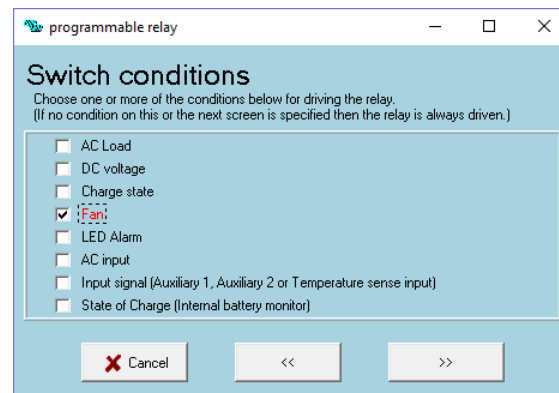 programmable relay
Switch conditions
Choose one or more of the conditions below for driving the relay.
(If no condition on this or the next screen is specified then the relay is always driven.)
AC Load
DC voltage
Charge state
Fan
LED Alarm
AC input
Input signal (Auxiliary 1, Auxiliary 2 or Temperature sense input)
State of Charge (Internal battery monitor)
Cancel << >>